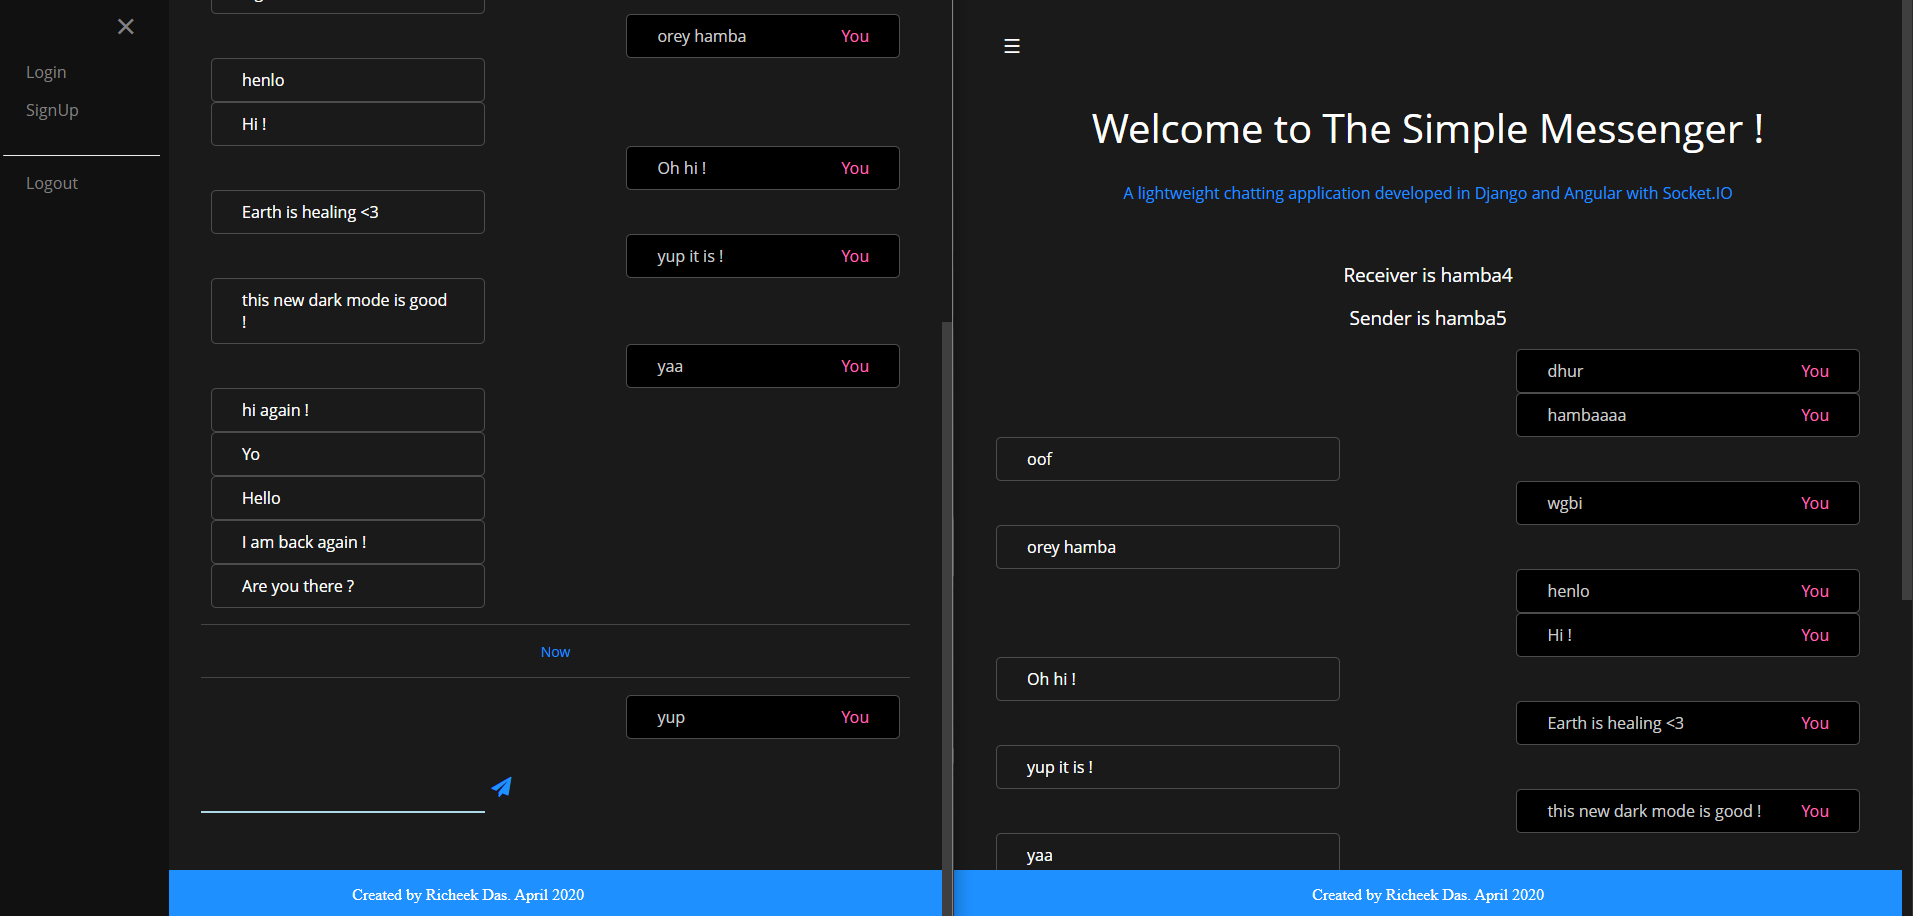 Login
SignUp
Logout
orey hamba You
henlo
Hi !
Oh hi ! You
Earth is healing <3
yup it is ! You
this new dark mode is good
!
yaa You
hi again !
Yo
Hello
I am back again !
Are you there ?
Now
yup You
Created by Richeek Das. April 2020
Welcome to The Simple Messenger !
A lightweight chatting application developed in Django and Angular with Socket.IO
Receiver is hamba4
Sender is hamba5
dhur You
hambaaaa You
oof
wgbi You
orey hamba
henlo You
Hi ! You
Oh hi !
Earth is healing <3 You
yup it is !
this new dark mode is good ! You
yaa
Created by Richeek Das. April 2020